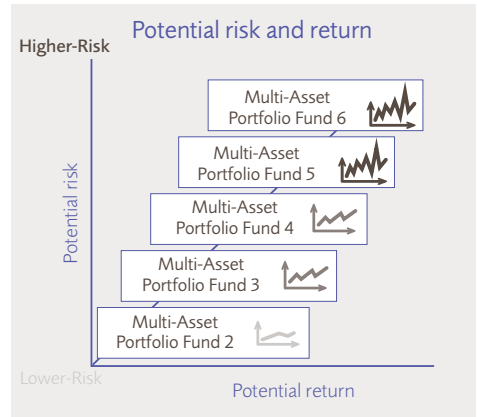 Potential risk and return
Higher-Risk
Multi-Asset
Portfolio Fund 6
Multi-Asset
Portfolio Fund 5
Multi-Asset
Portfolio Fund 4
Multi-Asset
Portfolio Fund 3
Multi-Asset
Portfolio Fund 2
Potential risk
Lower-Risk
Potential return